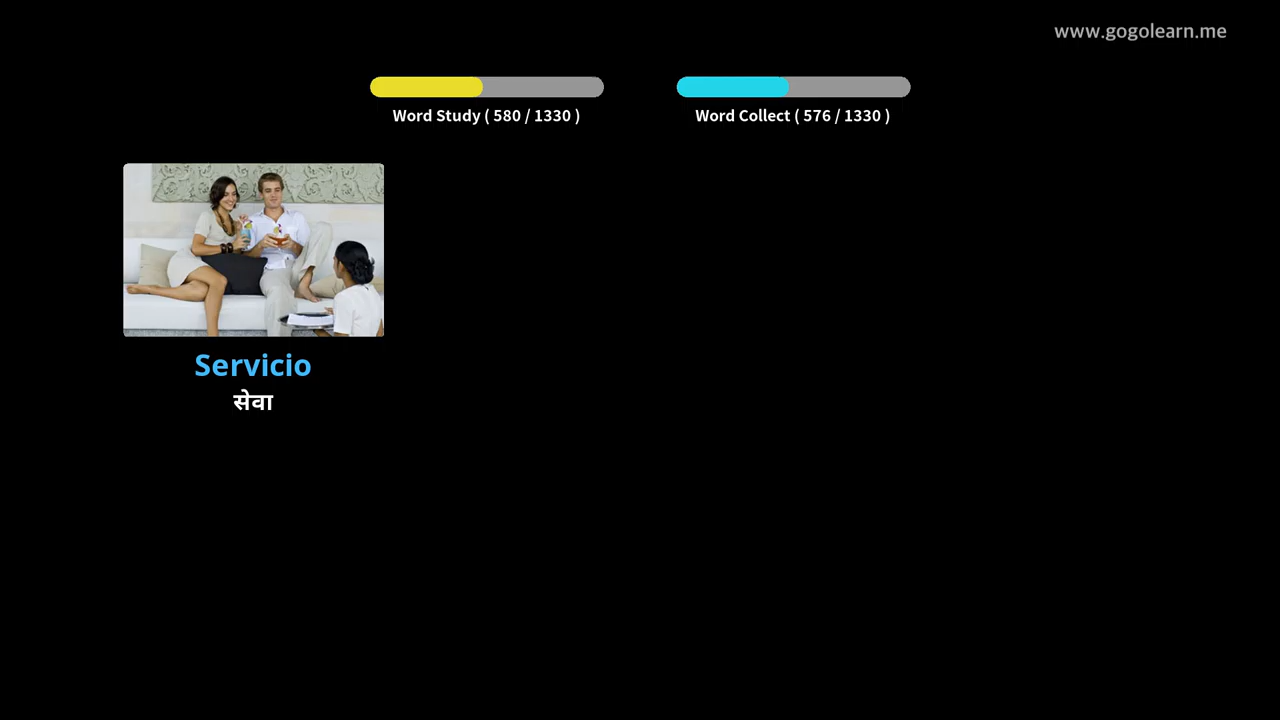 www.gogolearn.me
Word Study ( 580 / 1330 )
Word Collect ( 576 / 1330 )
Servicio
सेवा